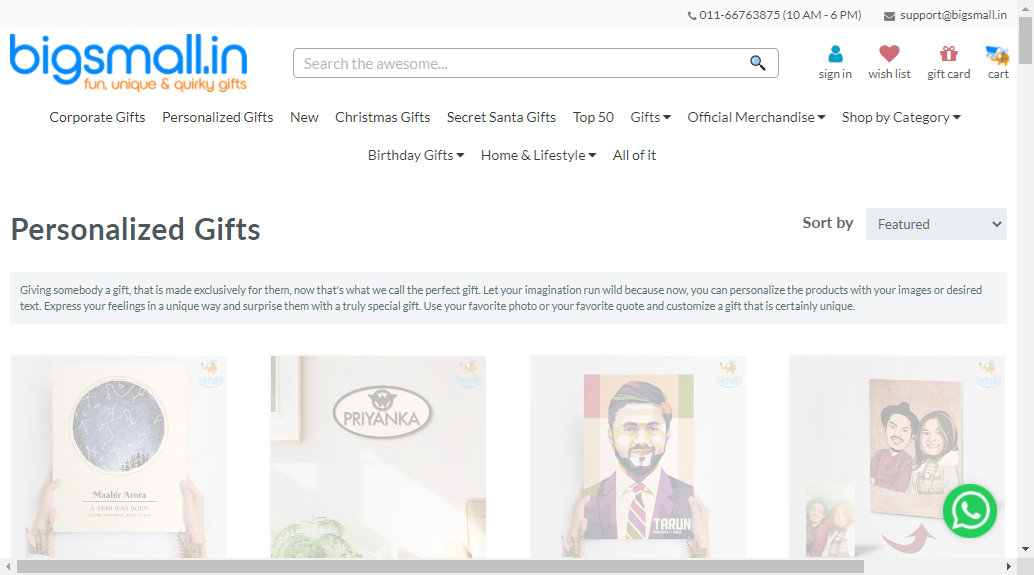 011-66763875 (10 AM - 6 PM) support@bigsmall.in
bigsmall.in
fun, unique & quirky gifts
Search the awesome...
sign in wish list gift card cart
Corporate Gifts Personalized Gifts New Christmas Gifts Secret Santa Gifts Top 50 Gifts Official Merchandise Shop by Category
Birthday Gifts Home & Lifestyle All of it
Personalized Gifts
Sort by Featured
Giving somebody a gift, that is made exclusively for them, now that's what we call the perfect gift. Let your imagination run wild because now, you can personalize the products with your images or desired
text. Express your feelings in a unique way and surprise them with a truly special gift. Use your favorite photo or your favorite quote and customize a gift that is certainly unique.
Maahir Arora
A STAR WAS BORN
PRIYANKA
TARUN